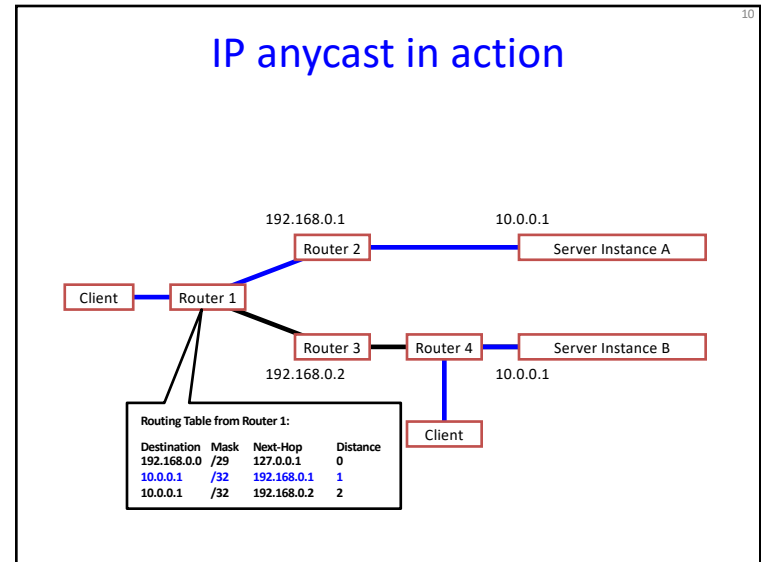 10
IP anycast in action
192.168.0.1
10.0.0.1
Router 2
Server Instance A
Client
Router 1
Router 3
Router 4
Server Instance B
192.168.0.2
10.0.0.1
Client
Routing Table from Router 1:
Destination Mask Next-Hop Distance
192.168.0.0 /29 127.0.0.1 0
10.0.0.1 /32 192.168.0.1 1
10.0.0.1 /32 192.168.0.2 2